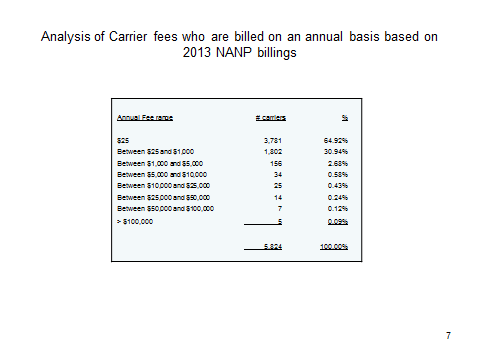 Analysis of Carrier fees who are billed on an annual basis based on
2013 NANP billings
Annual Fee range # carriers %
$25 3,781 64.92%
Between $25 and $1,000 1,802 30.94%
Between $1,000 and $5,000 156 2.68%
Between $5,000 and $10,000 34 0.58%
Between $10,000 and $25,000 25 0.43%
Between $25,000 and $50,000 14 0.24%
Between $50,000 and $100,000 7 0.12%
> $100,000 5 0.09%
5,824 100.00%
7